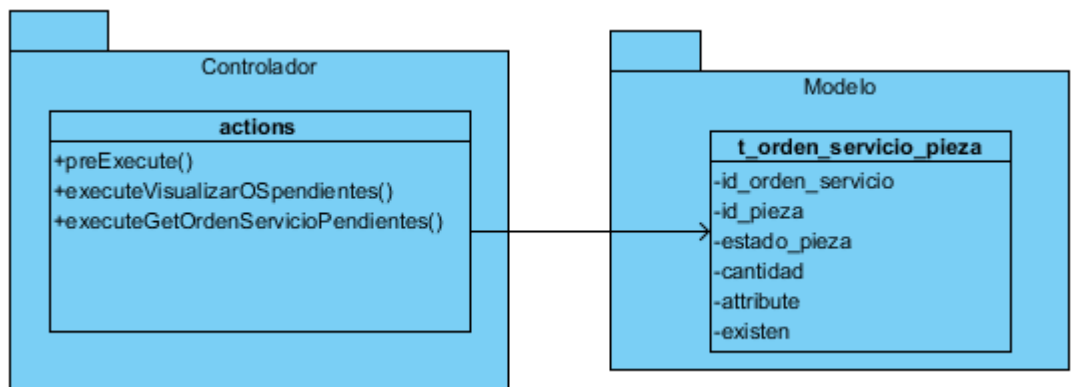 Controlador
actions
+preExecute()
+executeVisualizarOSpendientes()
+executeGetOrdenServicioPendientes()
Modelo
t_orden_servicio_pieza
-id_orden_servicio
-id_pieza
-estado_pieza
-cantidad
-attribute
-existen